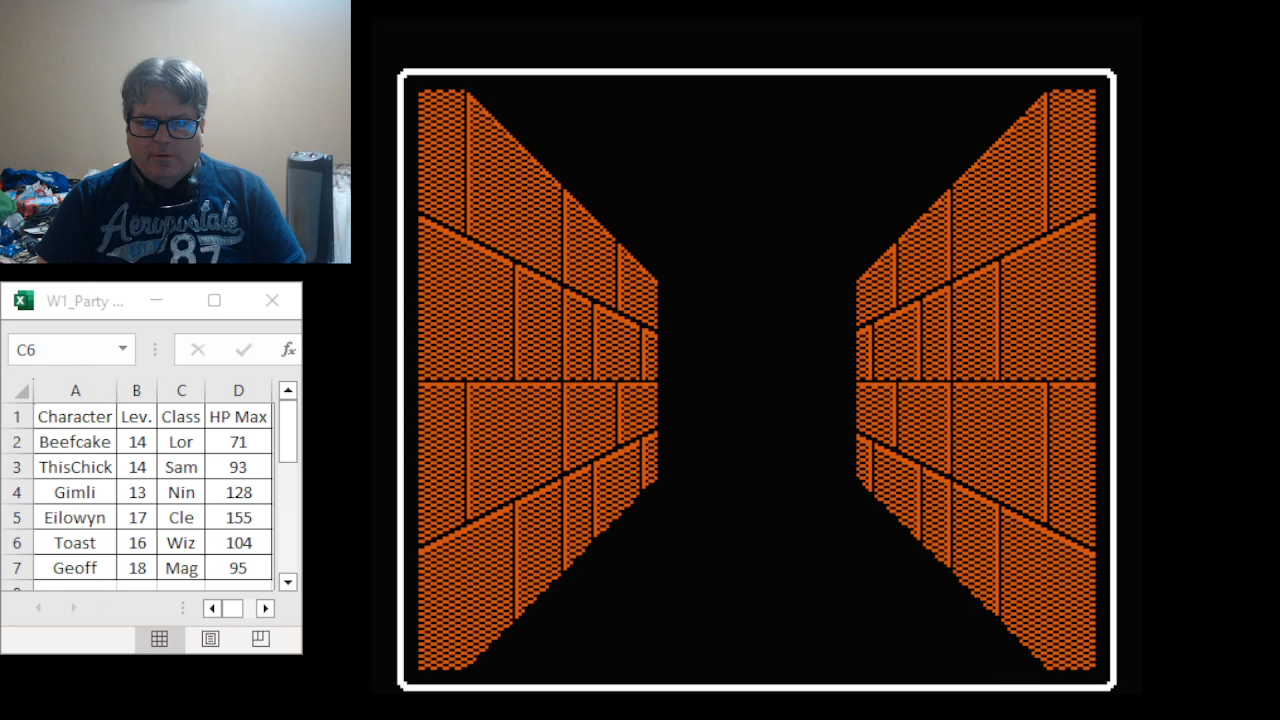 Aéropostale
87
W1_Party ...
C6
fx
A B C D
1 Character Lev. Class HP Max
2 Beefcake 14 Lor 71
3 ThisChick 14 Sam 93
4 Gimli 13 Nin 128
5 Eilowyn 17 Cle 155
6 Toast 16 Wiz 104
7 Geoff 18 Mag 95